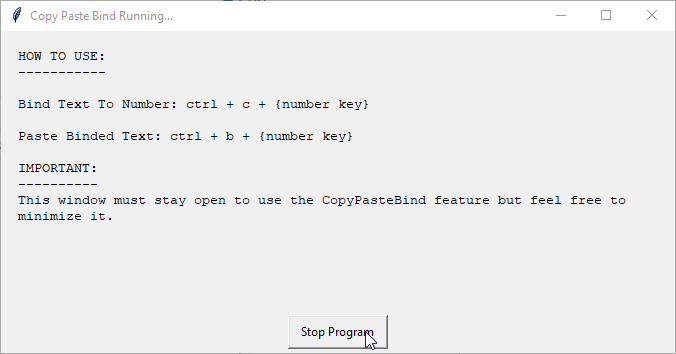 Copy Paste Bind Running...
HOW TO USE:
-----------
Bind Text To Number: ctrl + c + {number key}
Paste Binded Text: ctrl + b + {number key}
IMPORTANT:
----------
This window must stay open to use the CopyPasteBind feature but feel free to
minimize it.
Stop Program